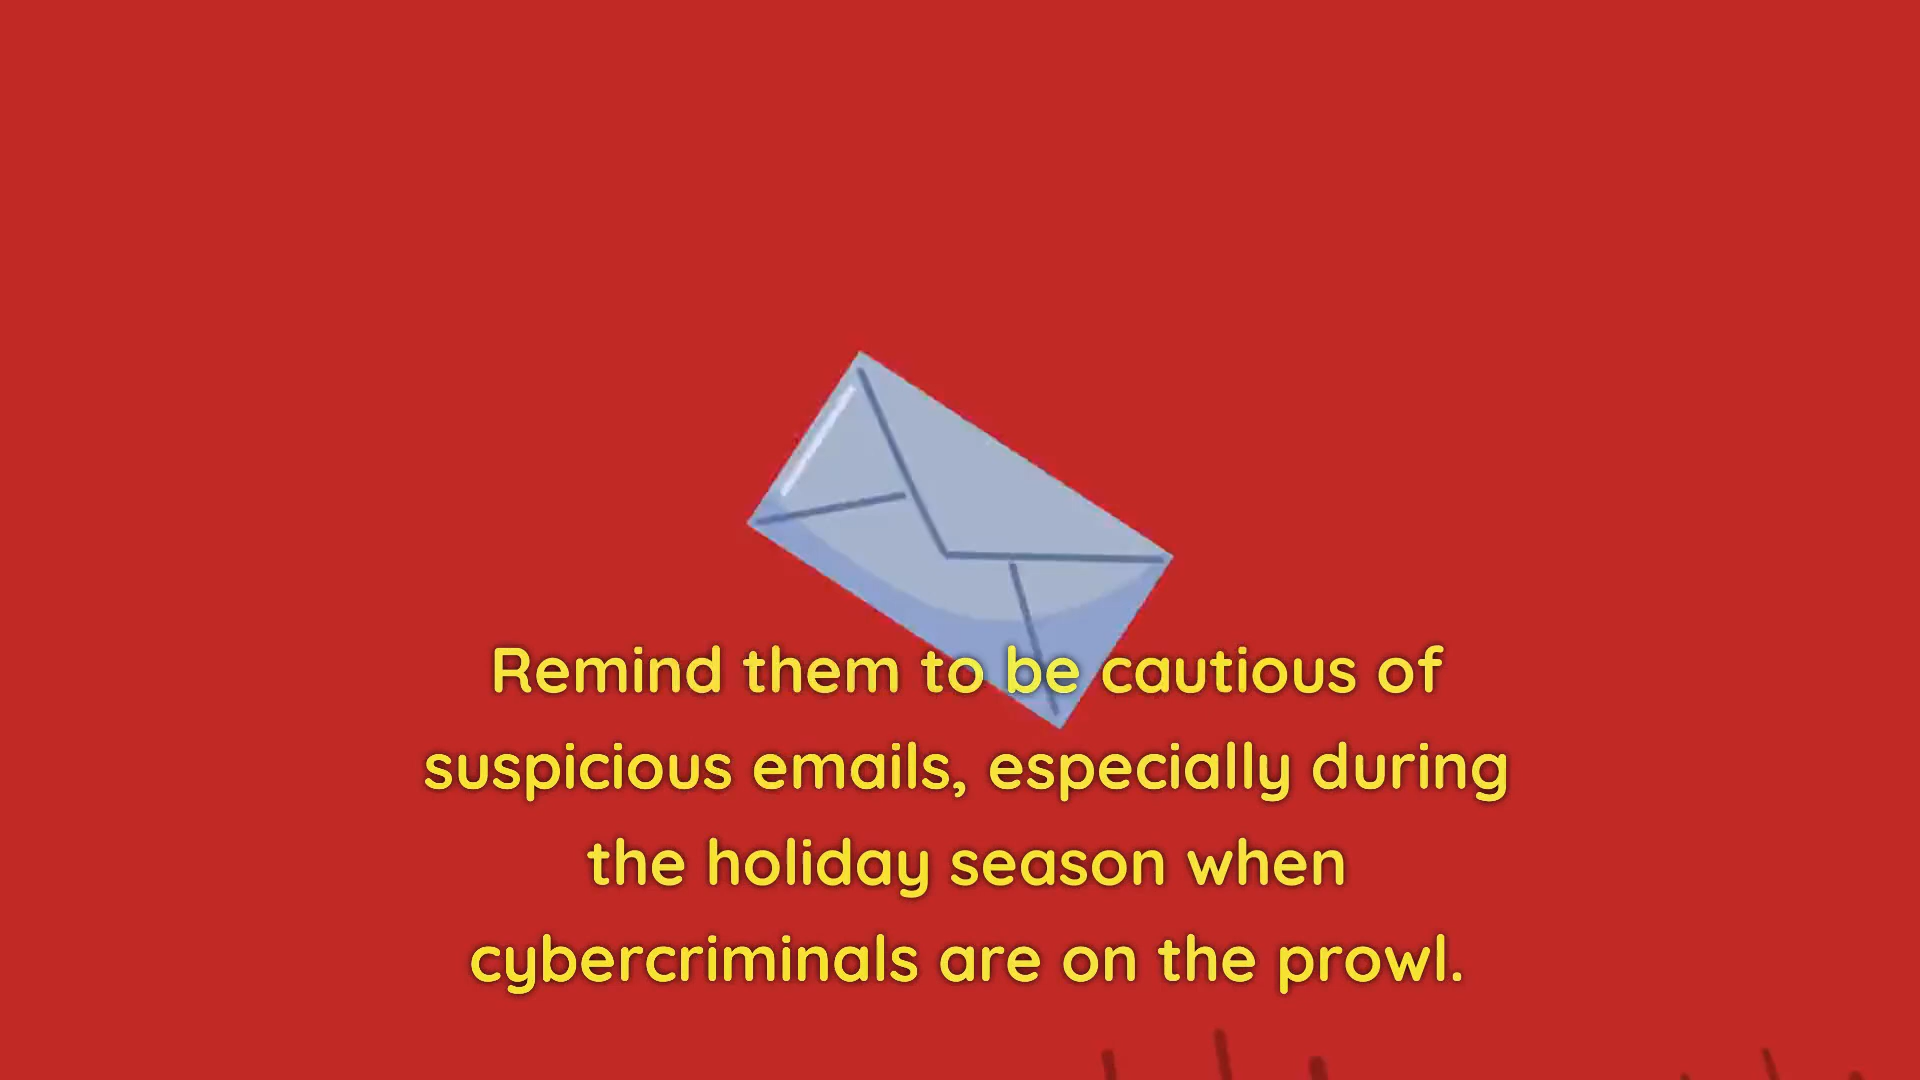 Remind them to be cautious of
suspicious emails, especially during
the holiday season when
cybercriminals are on the prowl.